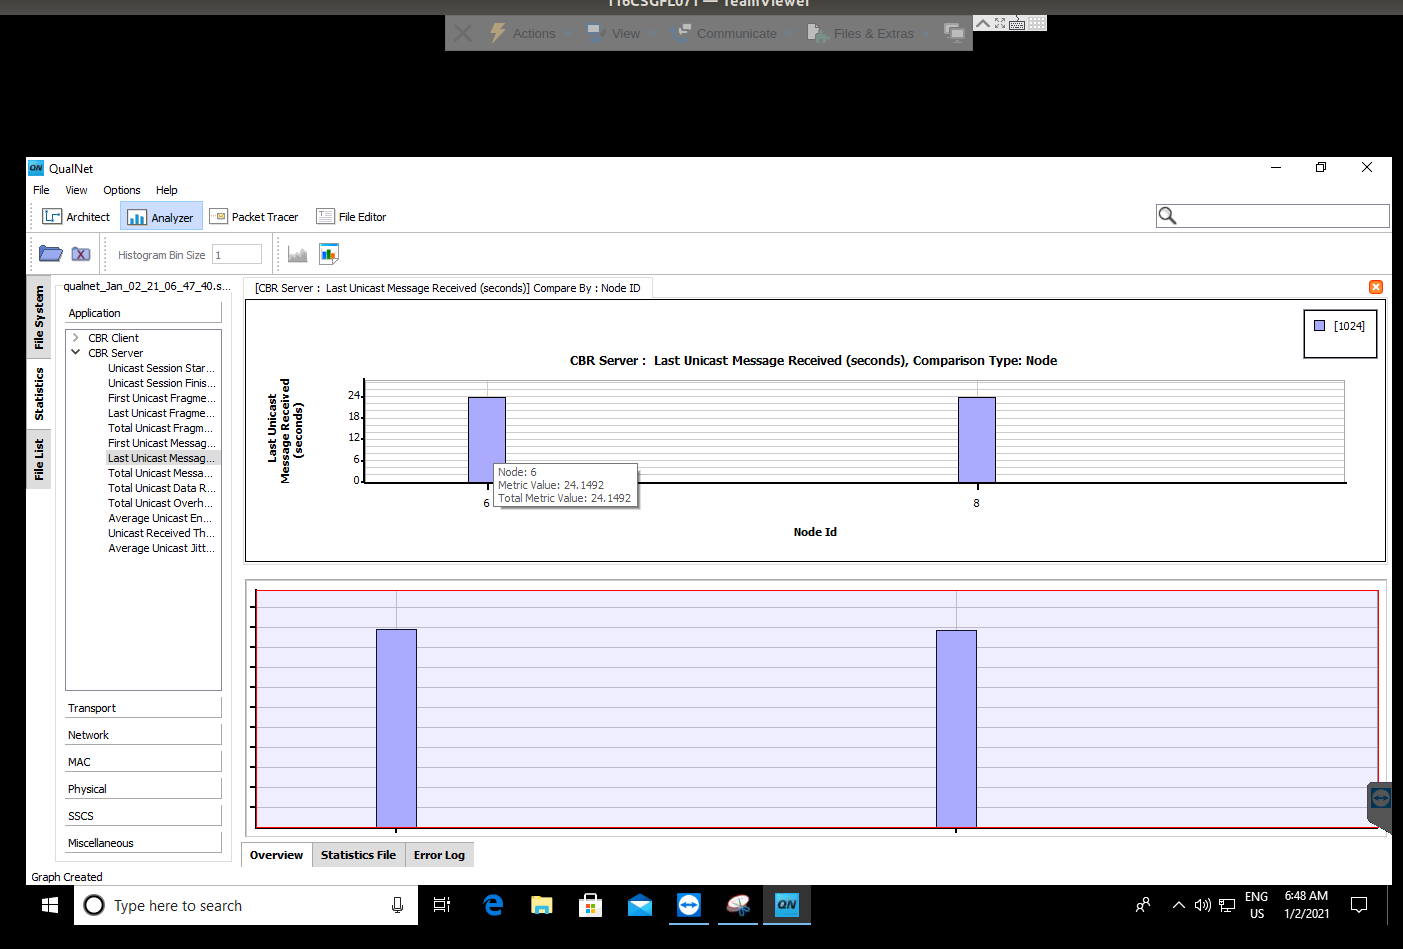 116CSGFL071 — TeamViewer
Actions View Communicate Files & Extras
QN QualNet
File View Options Help
Architect Analyzer Packet Tracer File Editor
Histogram Bin Size 1
File System
Statistics
File List
qualnet_Jan_02_21_06_47_40.s...
Application
CBR Client
CBR Server
Unicast Session Star...
Unicast Session Finis...
First Unicast Fragme...
Last Unicast Fragme...
Total Unicast Fragm...
First Unicast Messag...
Last Unicast Messag...
Total Unicast Messa...
Total Unicast Data R...
Total Unicast Overh...
Average Unicast En...
Unicast Received Th...
Average Unicast Jitt...
Transport
Network
MAC
Physical
SSCS
Miscellaneous
[CBR Server : Last Unicast Message Received (seconds)] Compare By : Node ID
[1024]
CBR Server : Last Unicast Message Received (seconds), Comparison Type: Node
Last Unicast
Message Received
(seconds)
24
18
12
6
0
Node: 6
Metric Value: 24.1492
Total Metric Value: 24.1492
6 8
Node Id
Overview Statistics File Error Log
Graph Created
Type here to search
QN
ENG
US
6:48 AM
1/2/2021